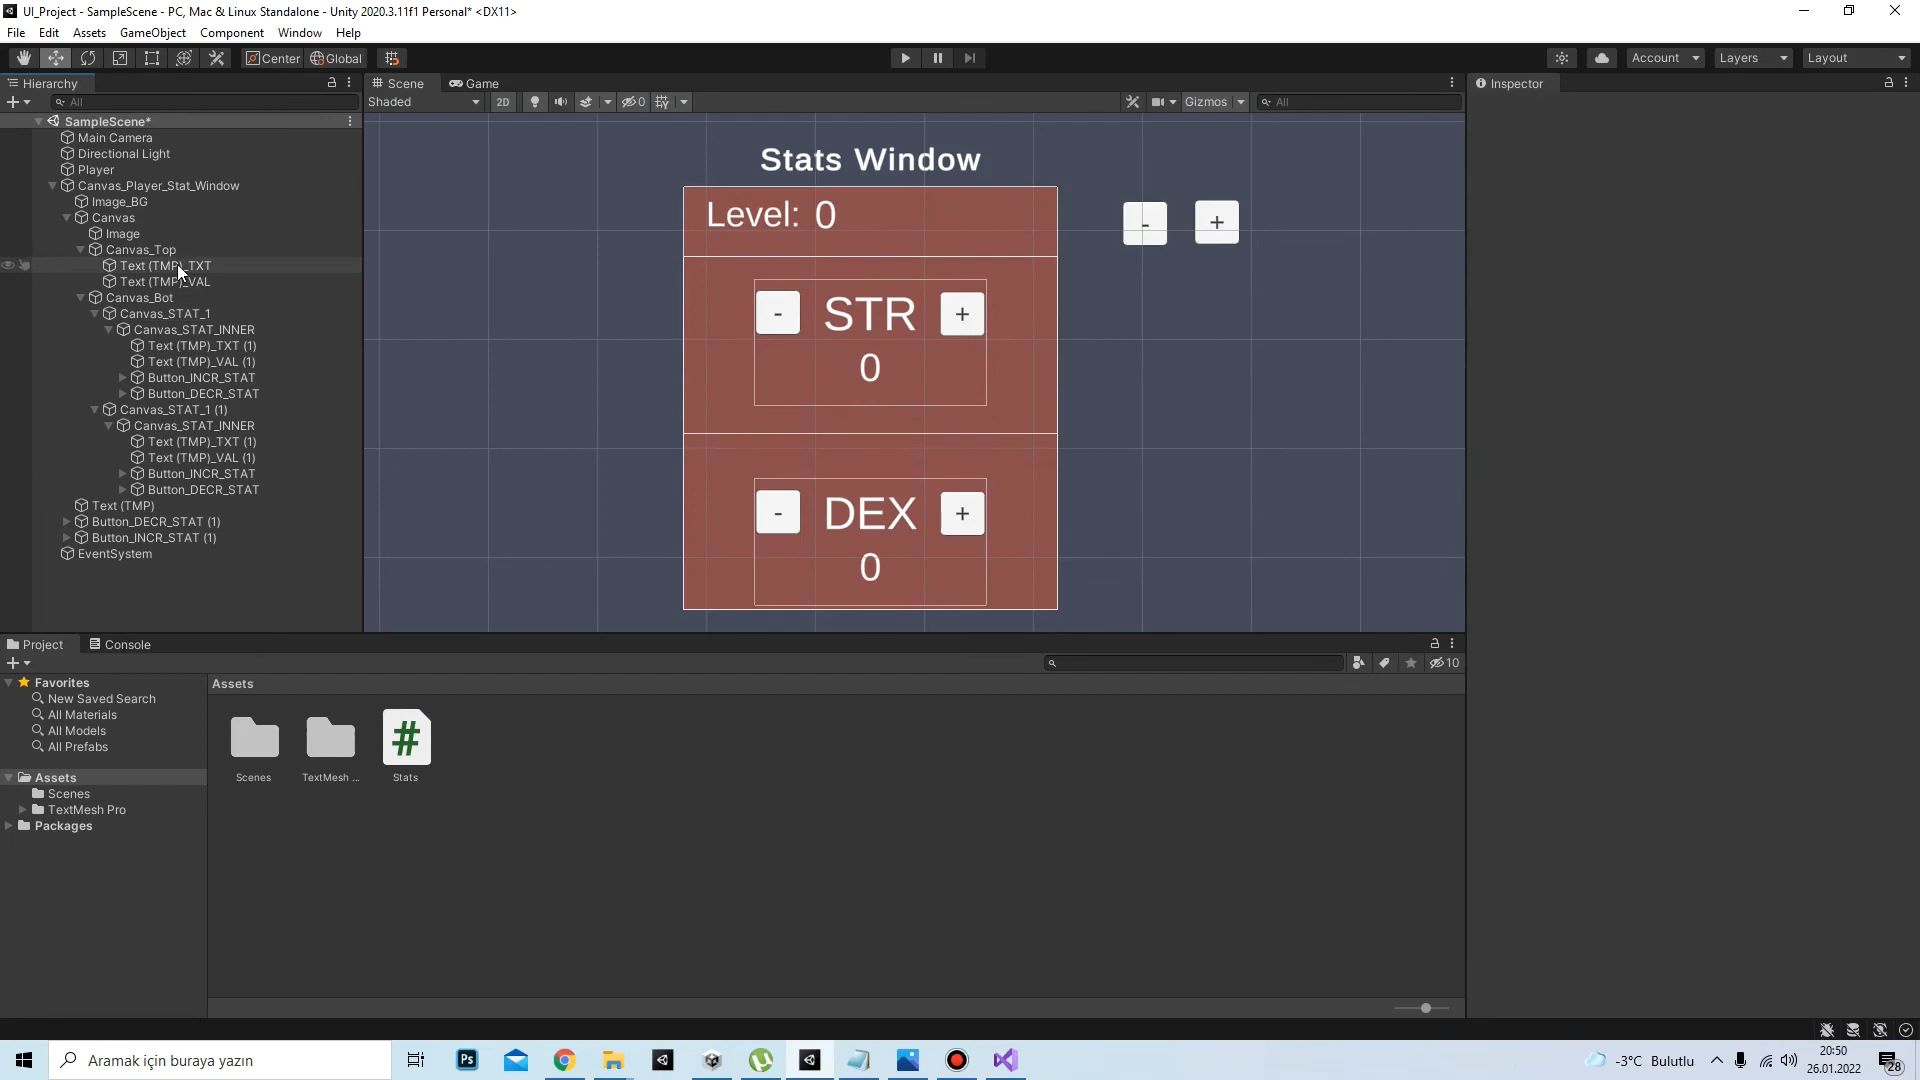 UI_Project - SampleScene - PC, Mac & Linux Standalone - Unity 2020.3.11f1 Personal* <DX11>
File Edit Assets GameObject Component Window Help
Center Global Account Layers Layout
Hierarchy
All
SampleScene*
Main Camera
Directional Light
Player
Canvas_Player_Stat_Window
Image_BG
Canvas
Image
Canvas_Top
Text (TMP)_TXT
Text (TMP)_VAL
Canvas_Bot
Canvas_STAT_1
Canvas_STAT_INNER
Text (TMP)_TXT (1)
Text (TMP)_VAL (1)
Button_INCR_STAT
Button_DECR_STAT
Canvas_STAT_1 (1)
Canvas_STAT_INNER
Text (TMP)_TXT (1)
Text (TMP)_VAL (1)
Button_INCR_STAT
Button_DECR_STAT
Text (TMP)
Button_DECR_STAT (1)
Button_INCR_STAT (1)
EventSystem
Scene Game
Shaded 2D 0 Gizmos All
Stats Window
Level: 0
- +
- STR +
0
- DEX +
0
Inspector
Project Console
10
Favorites
New Saved Search
All Materials
All Models
All Prefabs
Assets
Scenes
TextMesh Pro
Packages
Assets
Scenes TextMesh ... # Stats
Aramak için buraya yazın
Ps
-3°C Bulutlu
20:50
26.01.2022
28